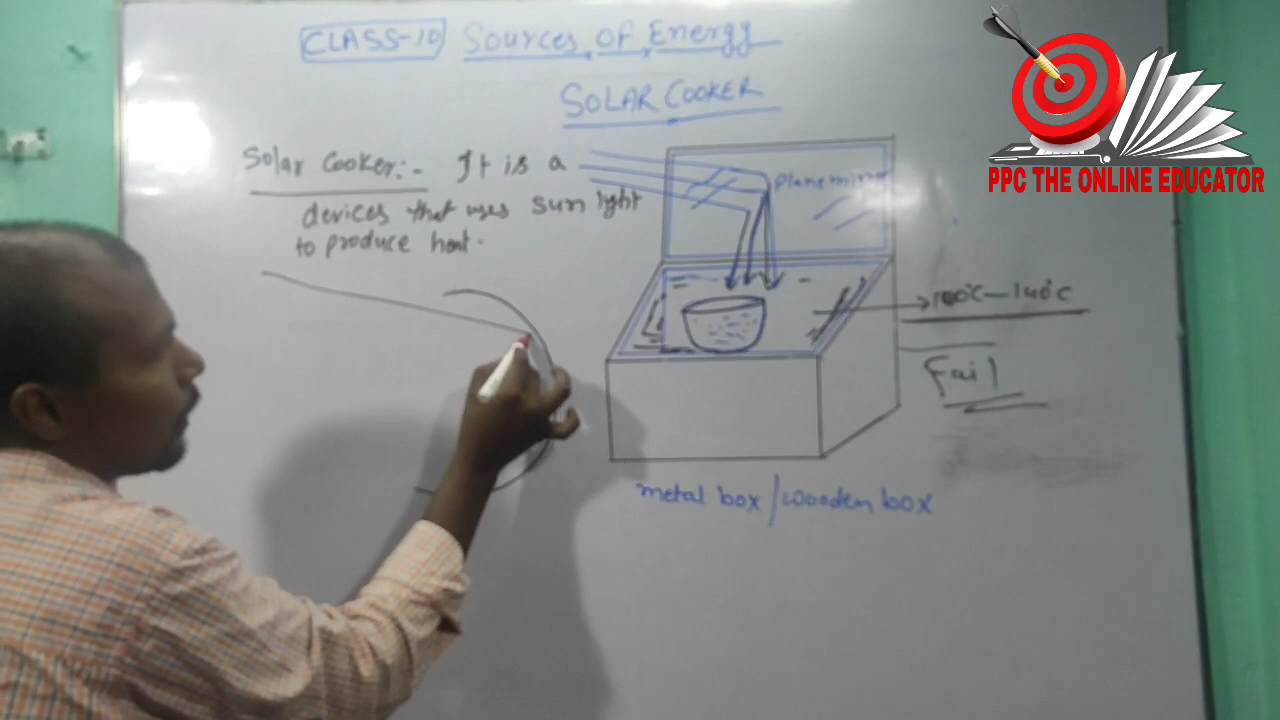 CLASS-10 Sources of Energy
SOLAR COOKER
Solar Cooker:- It is a
devices that uses sun light
to produce heat.
Plane mirror
100°C—140°C
Fail
metal box/wooden box
PPC THE ONLINE EDUCATOR